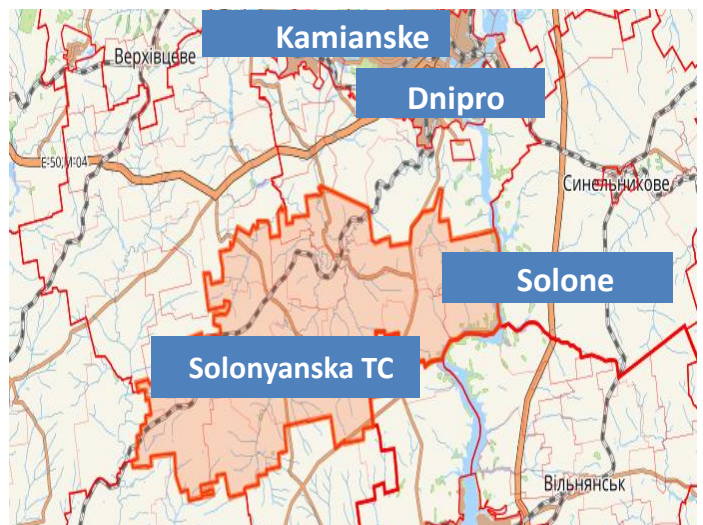 Kamianske
Верхівцеве
Dnipro
E-50;M-04
Синельникове
Solone
Solonyanska TC
Вільнянськ